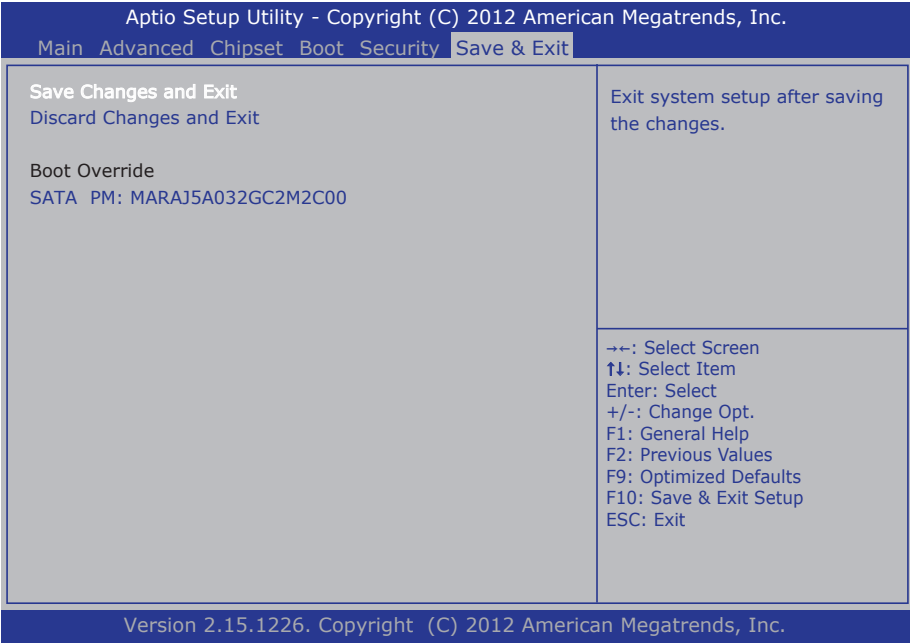 Aptio Setup Utility - Copyright (C) 2012 American Megatrends, Inc.
Main Advanced Chipset Boot Security Save & Exit
Save Changes and Exit
Discard Changes and Exit
Boot Override
SATA PM: MARAJ5A032GC2M2C00
Exit system setup after saving
the changes.
→←: Select Screen
↑↓: Select Item
Enter: Select
+/-: Change Opt.
F1: General Help
F2: Previous Values
F9: Optimized Defaults
F10: Save & Exit Setup
ESC: Exit
Version 2.15.1226. Copyright (C) 2012 American Megatrends, Inc.